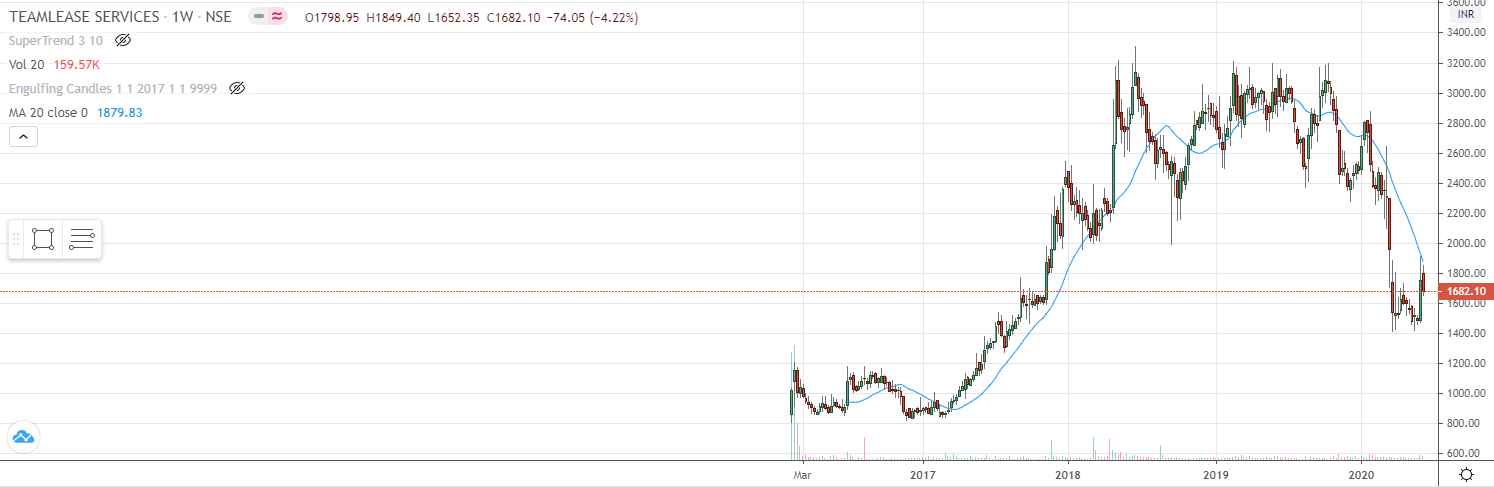 TEAMLEASE SERVICES · 1W · NSE O1798.95 H1849.40 L1652.35 C1682.10 −74.05 (−4.22%)
SuperTrend 3 10
Vol 20 159.57K
Engulfing Candles 1 1 2017 1 1 9999
MA 20 close 0 1879.83
3600.00
INR
3400.00
3200.00
3000.00
2800.00
2600.00
2400.00
2200.00
2000.00
1800.00
1682.10
1600.00
1400.00
1200.00
1000.00
800.00
600.00
Mar 2017 2018 2019 2020